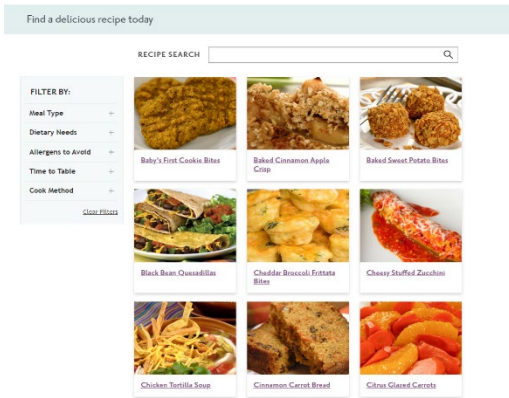 Find a delicious recipe today
RECIPE SEARCH
FILTER BY:
Meal Type +
Dietary Needs +
Allergens to Avoid +
Time to Table +
Cook Method +
Clear Filters
Baby's First Cookie Bites
Baked Cinnamon Apple
Crisp
Baked Sweet Potato Bites
Black Bean Quesadillas
Cheddar Broccoli Frittata
Bites
Cheesy Stuffed Zucchini
Chicken Tortilla Soup
Cinnamon Carrot Bread
Citrus Glazed Carrots